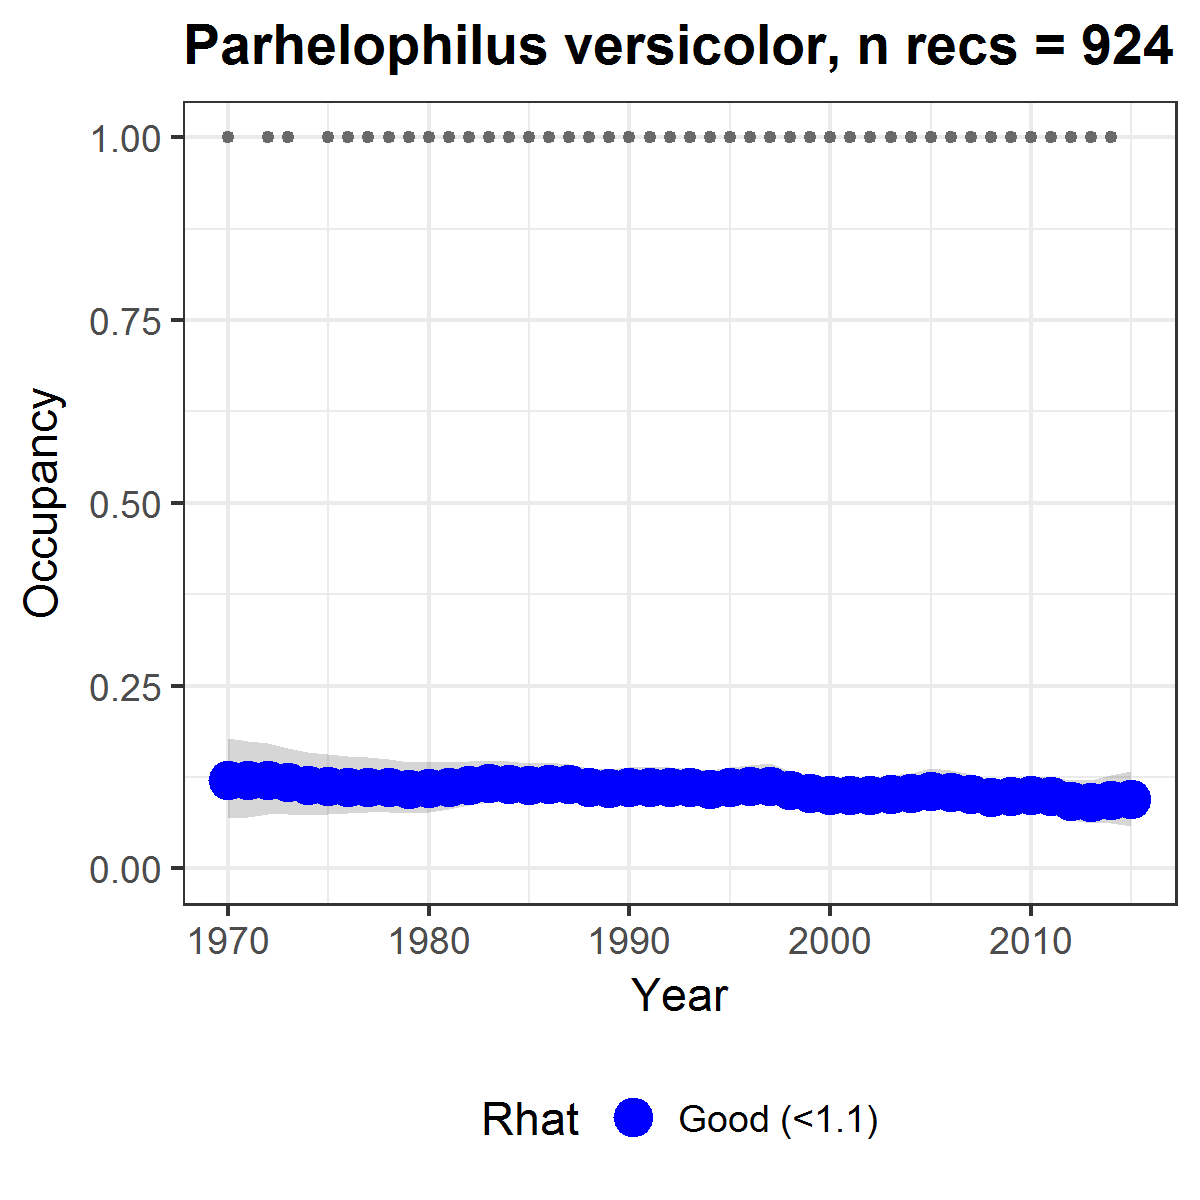 Parhelophilus versicolor, n recs = 924
1.00
0.75
0.50
0.25
0.00
Occupancy
1970 1980 1990 2000 2010
Year
Rhat Good (<1.1)